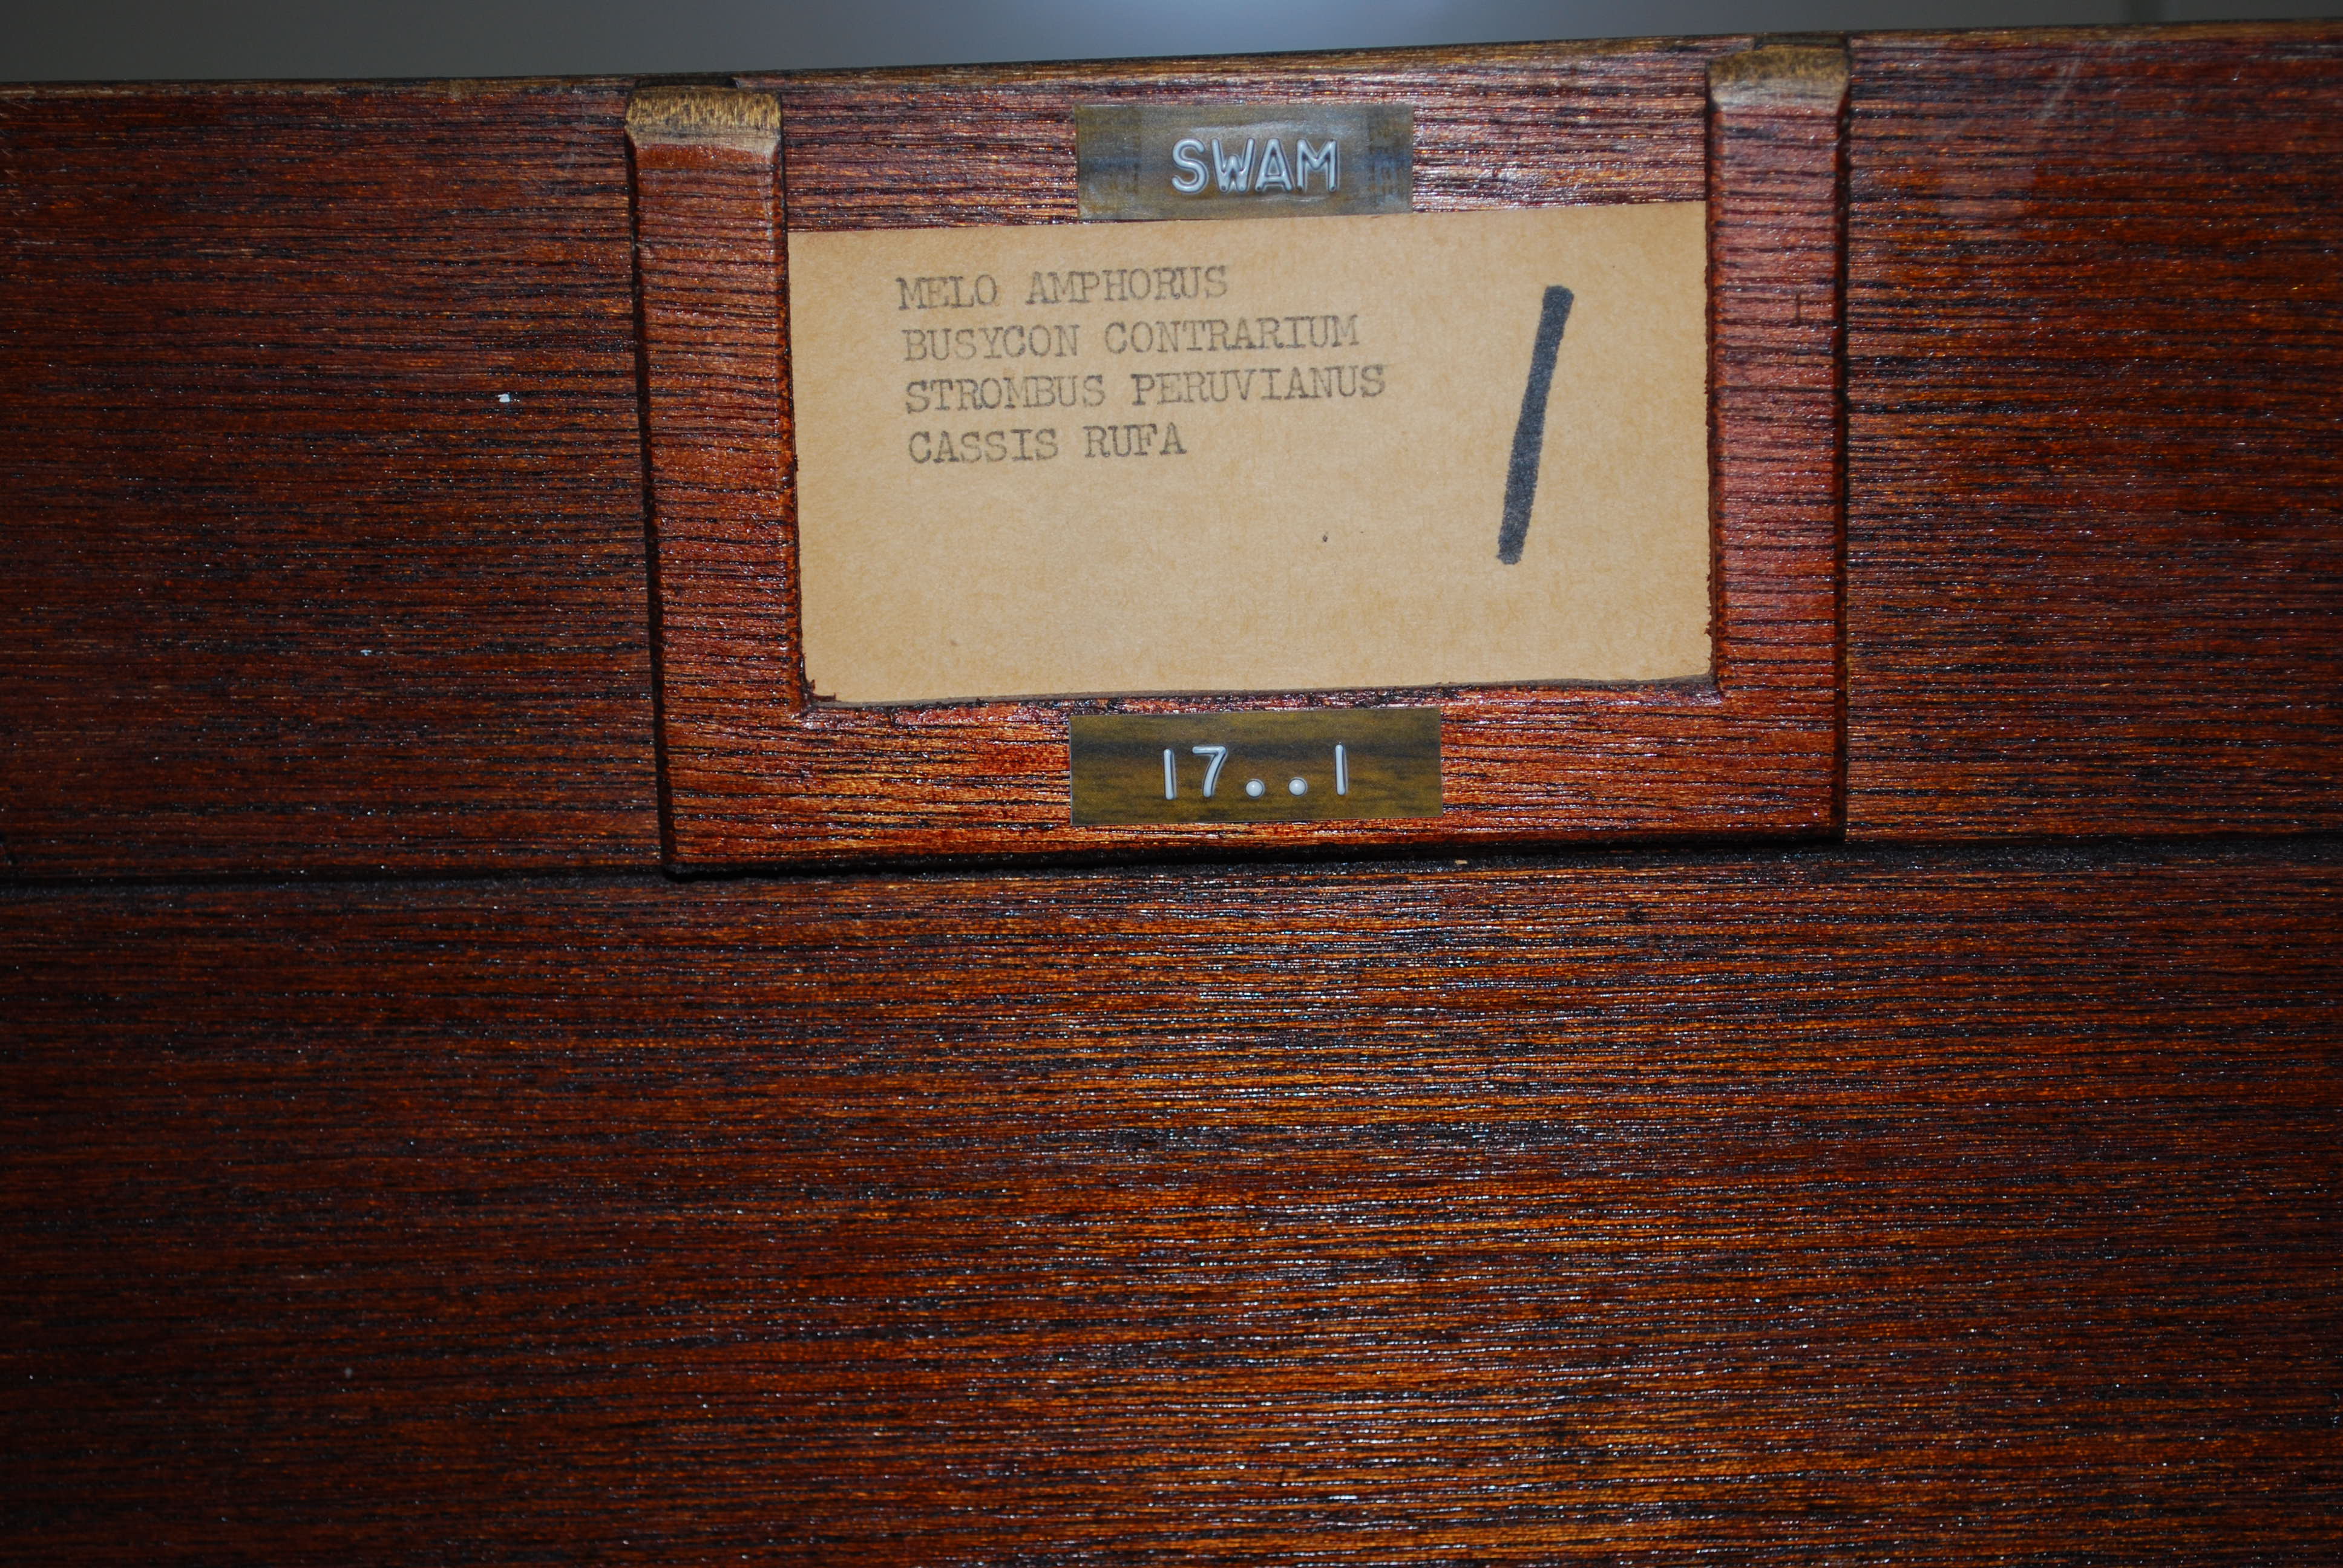 SWAM
MELO AMPHORUS
BUSYCON CONTRARIUM
STROMBUS PERUVIANUS
CASSIS RUFA
1
17..1